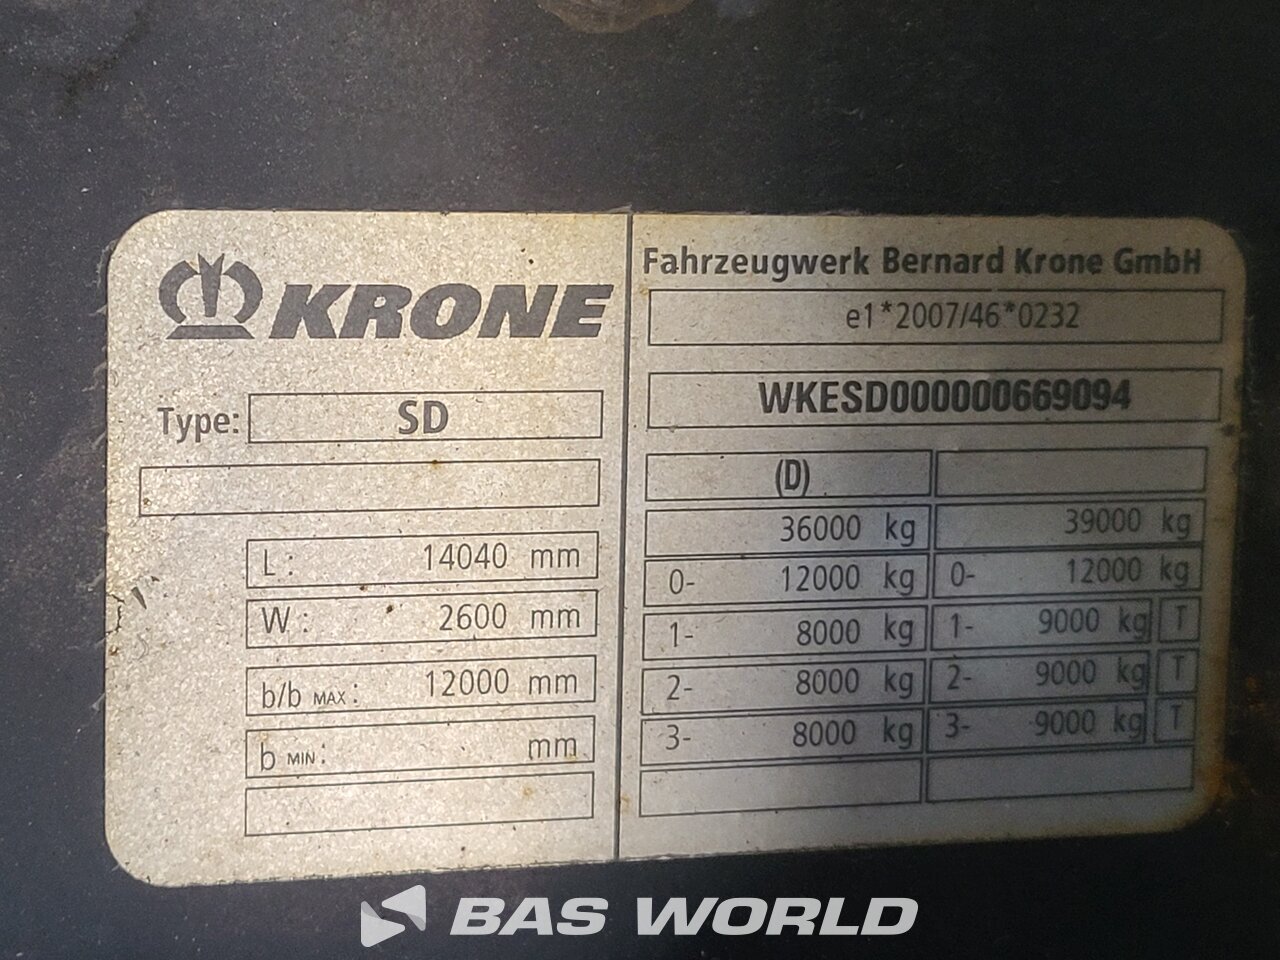 KRONE
Type: SD
L: 14040 mm
W: 2600 mm
b/b MAX: 12000 mm
b MIN: mm
Fahrzeugwerk Bernard Krone GmbH
e1*2007/46*0232
WKESD000000669094
(D)
36000 kg 39000 kg
0- 12000 kg 0- 12000 kg
1- 8000 kg 1- 9000 kg T
2- 8000 kg 2- 9000 kg T
3- 8000 kg 3- 9000 kg T
BAS WORLD